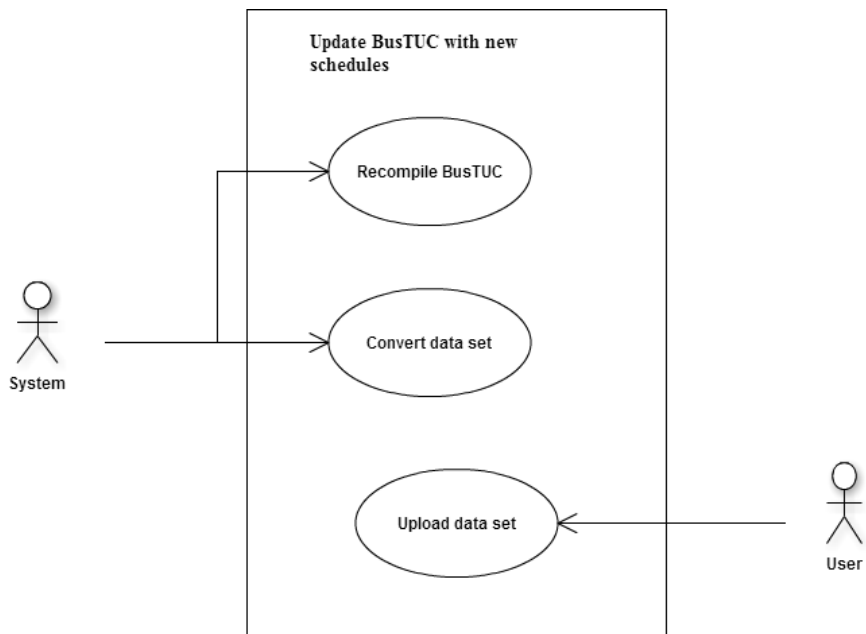 Update BusTUC with new
schedules
Recompile BusTUC
Convert data set
System
Upload data set
User